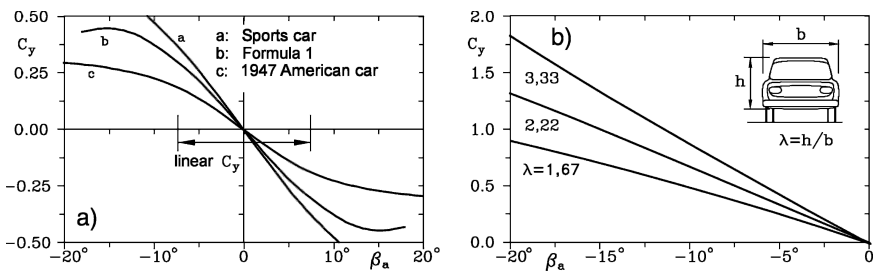 0.50
C_y
0.25
0.00
−0.25
−0.50
a
b
c
a: Sports car
b: Formula 1
c: 1947 American car
linear C_y
a)
−20°
−10°
0
10°
20°
β_a
2.0
C_y
1.5
1.0
0.5
0.0
b)
3,33
2,22
λ=1,67
b
h
λ=h/b
−20°
−15°
−10°
−5°
0
β_a